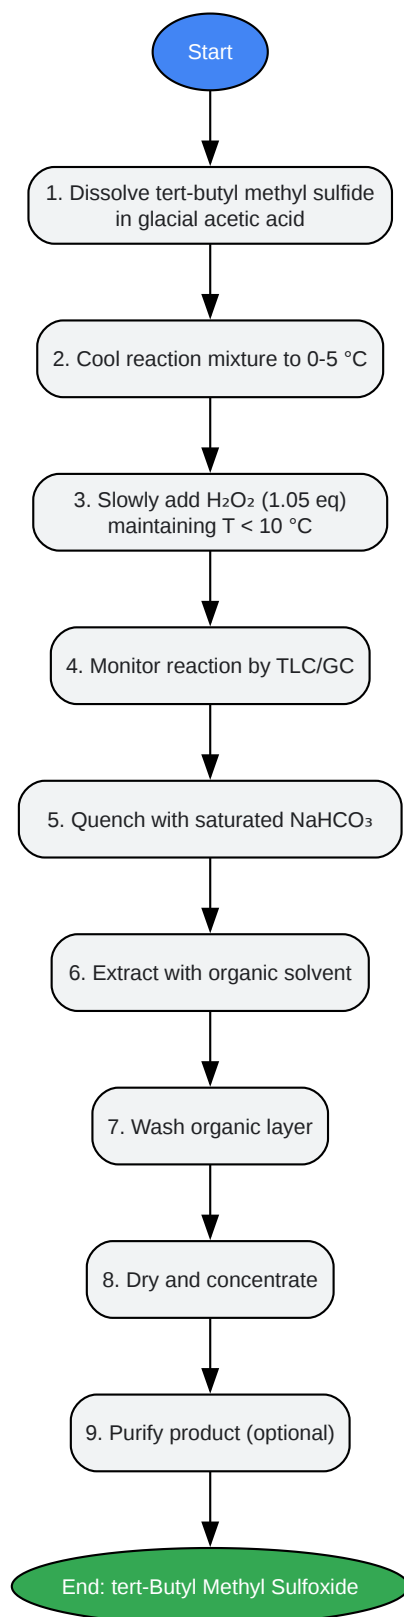 Start
1. Dissolve tert-butyl methyl sulfide
in glacial acetic acid
2. Cool reaction mixture to 0-5 °C
3. Slowly add H₂O₂ (1.05 eq)
maintaining T < 10 °C
4. Monitor reaction by TLC/GC
5. Quench with saturated NaHCO₃
6. Extract with organic solvent
7. Wash organic layer
8. Dry and concentrate
9. Purify product (optional)
End: tert-Butyl Methyl Sulfoxide